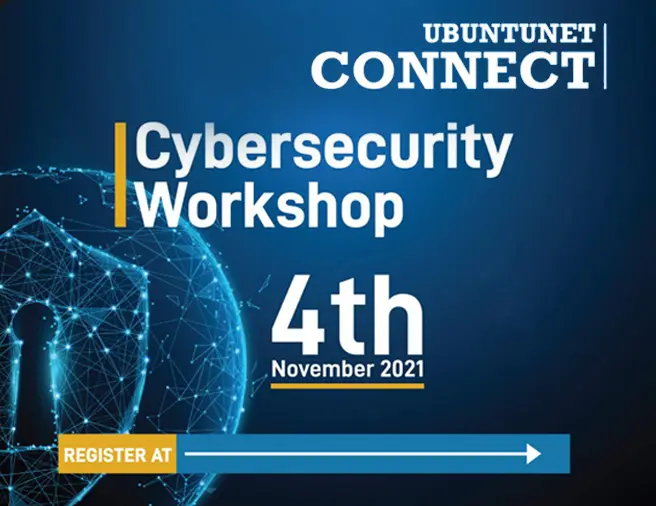 UBUNTUNET
CONNECT
Cybersecurity
Workshop
4th
November 2021
REGISTER AT